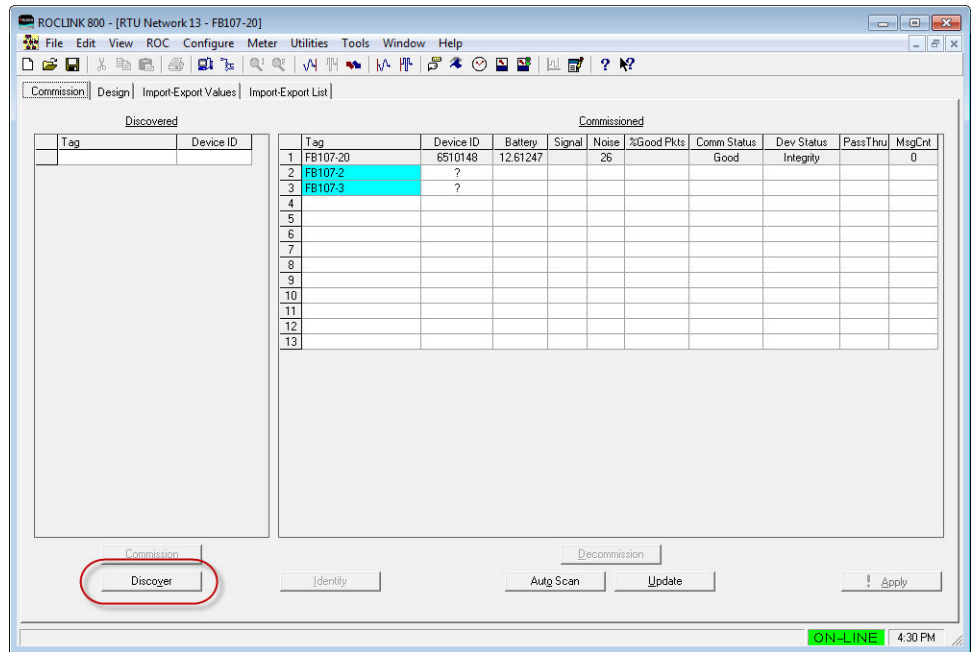 ROCLINK 800 - [RTU Network 13 - FB107-20]
File Edit View ROC Configure Meter Utilities Tools Window Help
Commission Design Import-Export Values Import-Export List
Discovered
Commissioned
Tag Device ID
Tag Device ID Battery Signal Noise %Good Pkts Comm Status Dev Status PassThru MsgCnt
1 FB107-20 6510148 12.61247 26 Good Integrity 0
2 FB107-2 ?
3 FB107-3 ?
4
5
6
7
8
9
10
11
12
13
Commission
Decommission
Discover Identify Auto Scan Update ! Apply
ON-LINE 4:30 PM